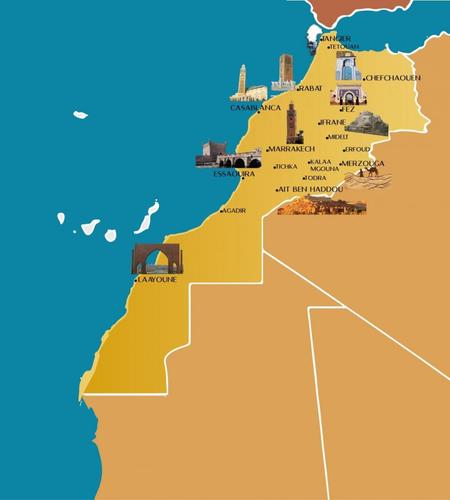 TANGIER
TETOUAN
CHEFCHAOUEN
RABAT
CASABLANCA
FEZ
IFRANE
MIDELT
MARRAKECH
ERFOUD
TICHKA
KALAA
MGOUNA
MERZOUGA
ESSAOUIRA
TODRA
AIT BEN HADDOU
AGADIR
LAAYOUNE